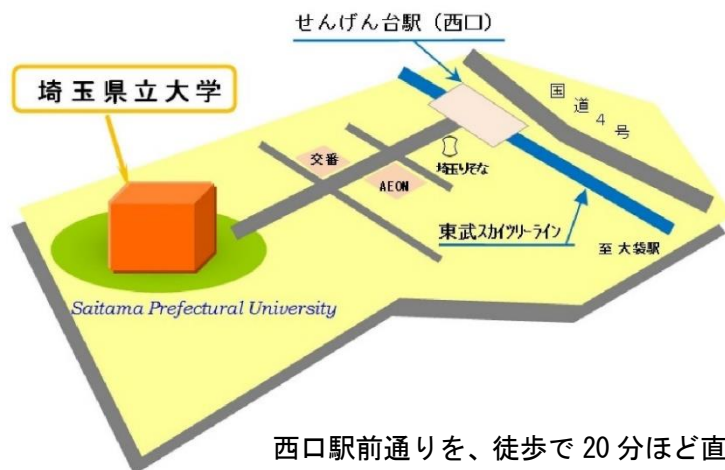 せんげん台駅（西口）
埼玉県立大学
国道4号
交番
埼玉りそな
AEON
東武スカイツリーライン
至 大袋駅
Saitama Prefectural University
西口駅前通りを、徒歩で20分ほど直